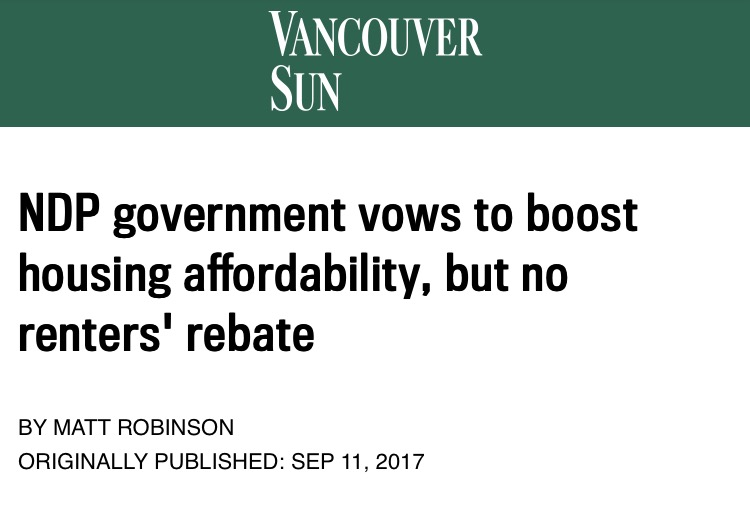 VANCOUVER
SUN
NDP government vows to boost
housing affordability, but no
renters' rebate
BY MATT ROBINSON
ORIGINALLY PUBLISHED: SEP 11, 2017